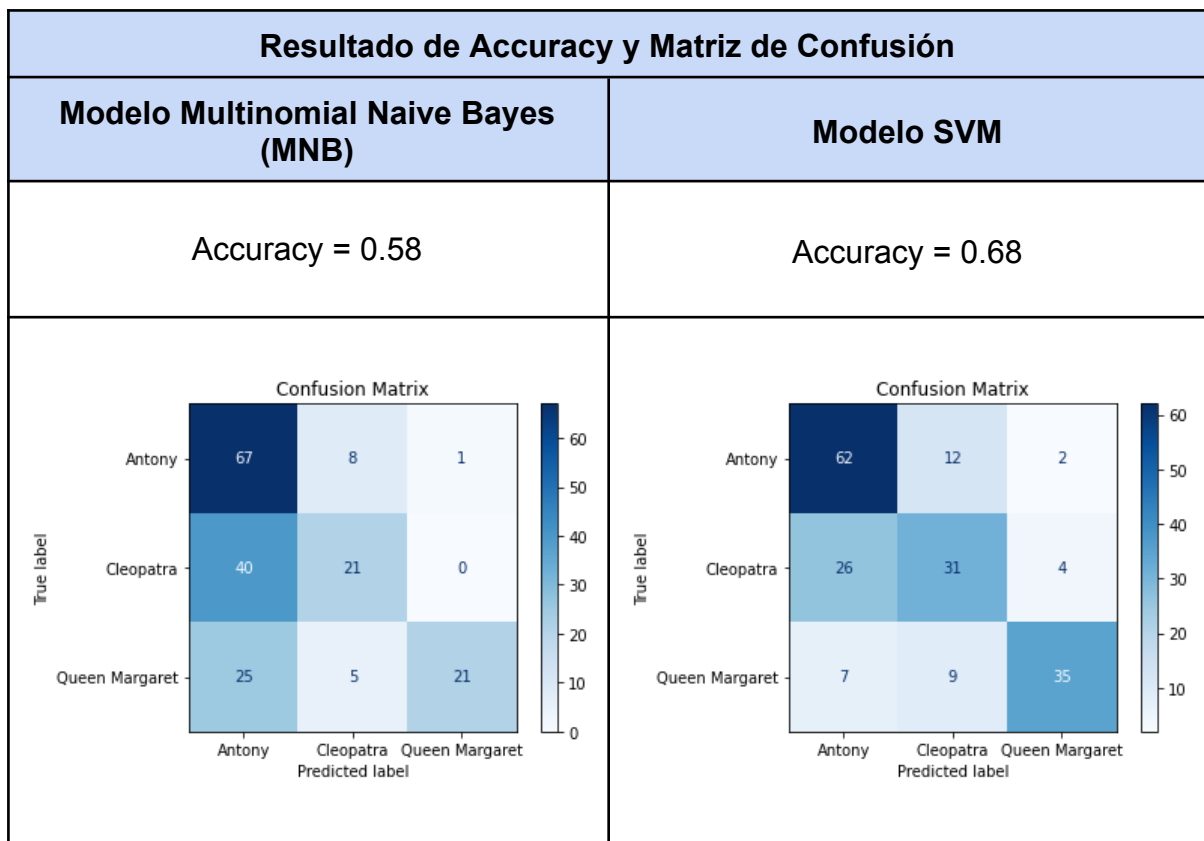 Resultado de Accuracy y Matriz de Confusión
Modelo Multinomial Naive Bayes
(MNB)
Modelo SVM
Accuracy = 0.58
Accuracy = 0.68
Confusion Matrix
True label
Antony
Cleopatra
Queen Margaret
67 8 1
40 21 0
25 5 21
Antony Cleopatra Queen Margaret
Predicted label
60
50
40
30
20
10
0
Confusion Matrix
True label
Antony
Cleopatra
Queen Margaret
62 12 2
26 31 4
7 9 35
Antony Cleopatra Queen Margaret
Predicted label
60
50
40
30
20
10